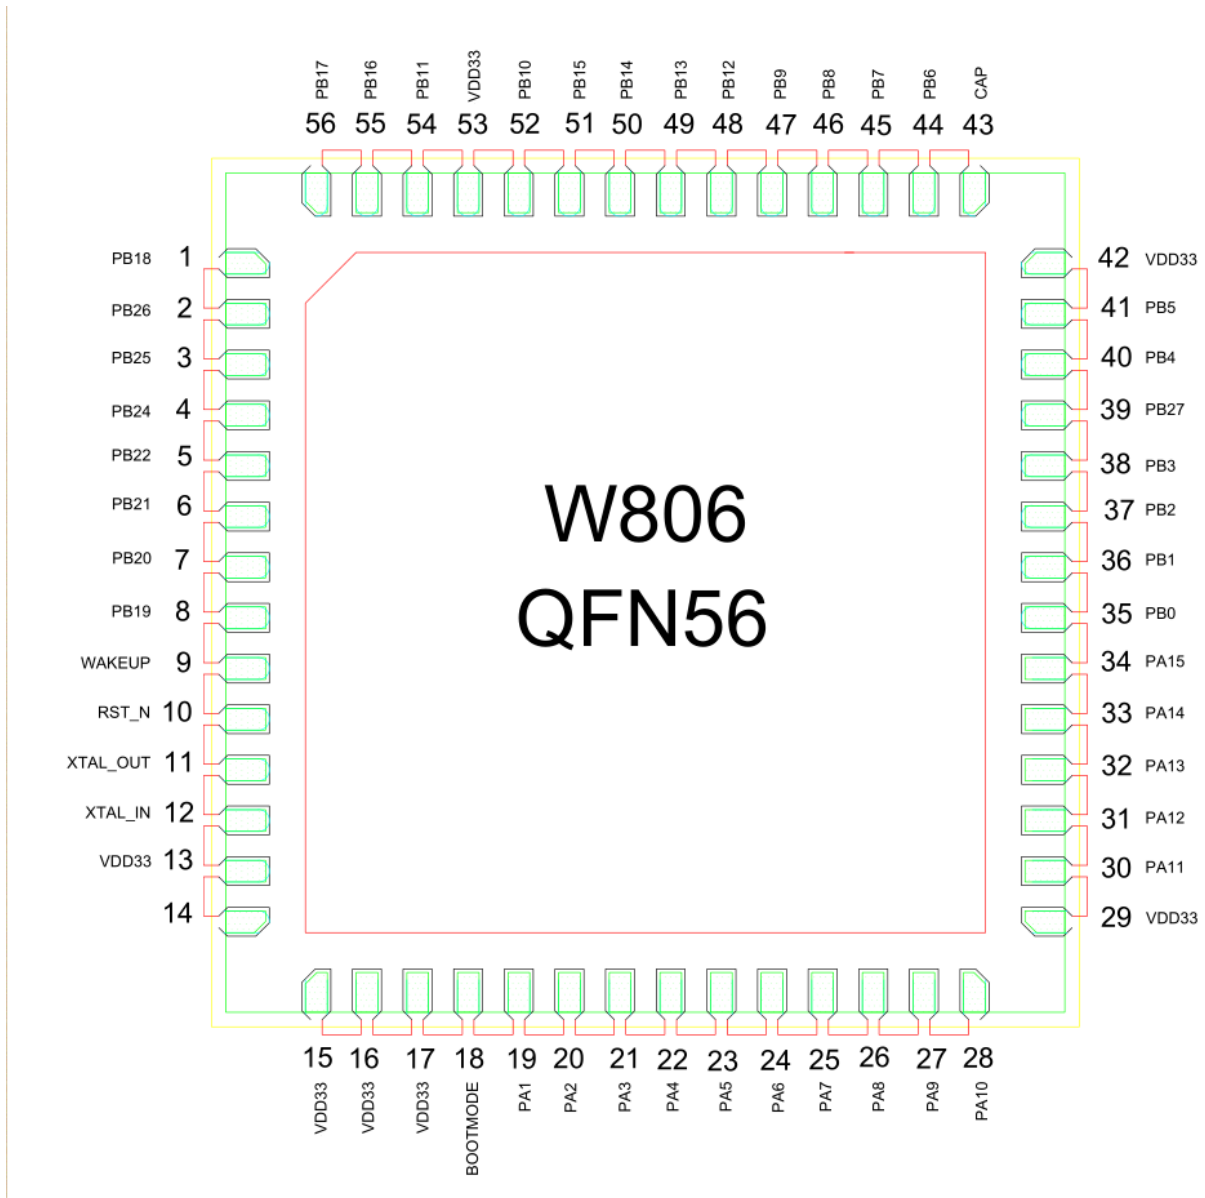 PB17 PB16 PB11 VDD33 PB10 PB15 PB14 PB13 PB12 PB9 PB8 PB7 PB6 CAP
56 55 54 53 52 51 50 49 48 47 46 45 44 43
PB18 1
PB26 2
PB25 3
PB24 4
PB22 5
PB21 6
PB20 7
PB19 8
WAKEUP 9
RST_N 10
XTAL_OUT 11
XTAL_IN 12
VDD33 13
14
W806
QFN56
42 VDD33
41 PB5
40 PB4
39 PB27
38 PB3
37 PB2
36 PB1
35 PB0
34 PA15
33 PA14
32 PA13
31 PA12
30 PA11
29 VDD33
15 16 17 18 19 20 21 22 23 24 25 26 27 28
VDD33 VDD33 VDD33 BOOTMODE PA1 PA2 PA3 PA4 PA5 PA6 PA7 PA8 PA9 PA10